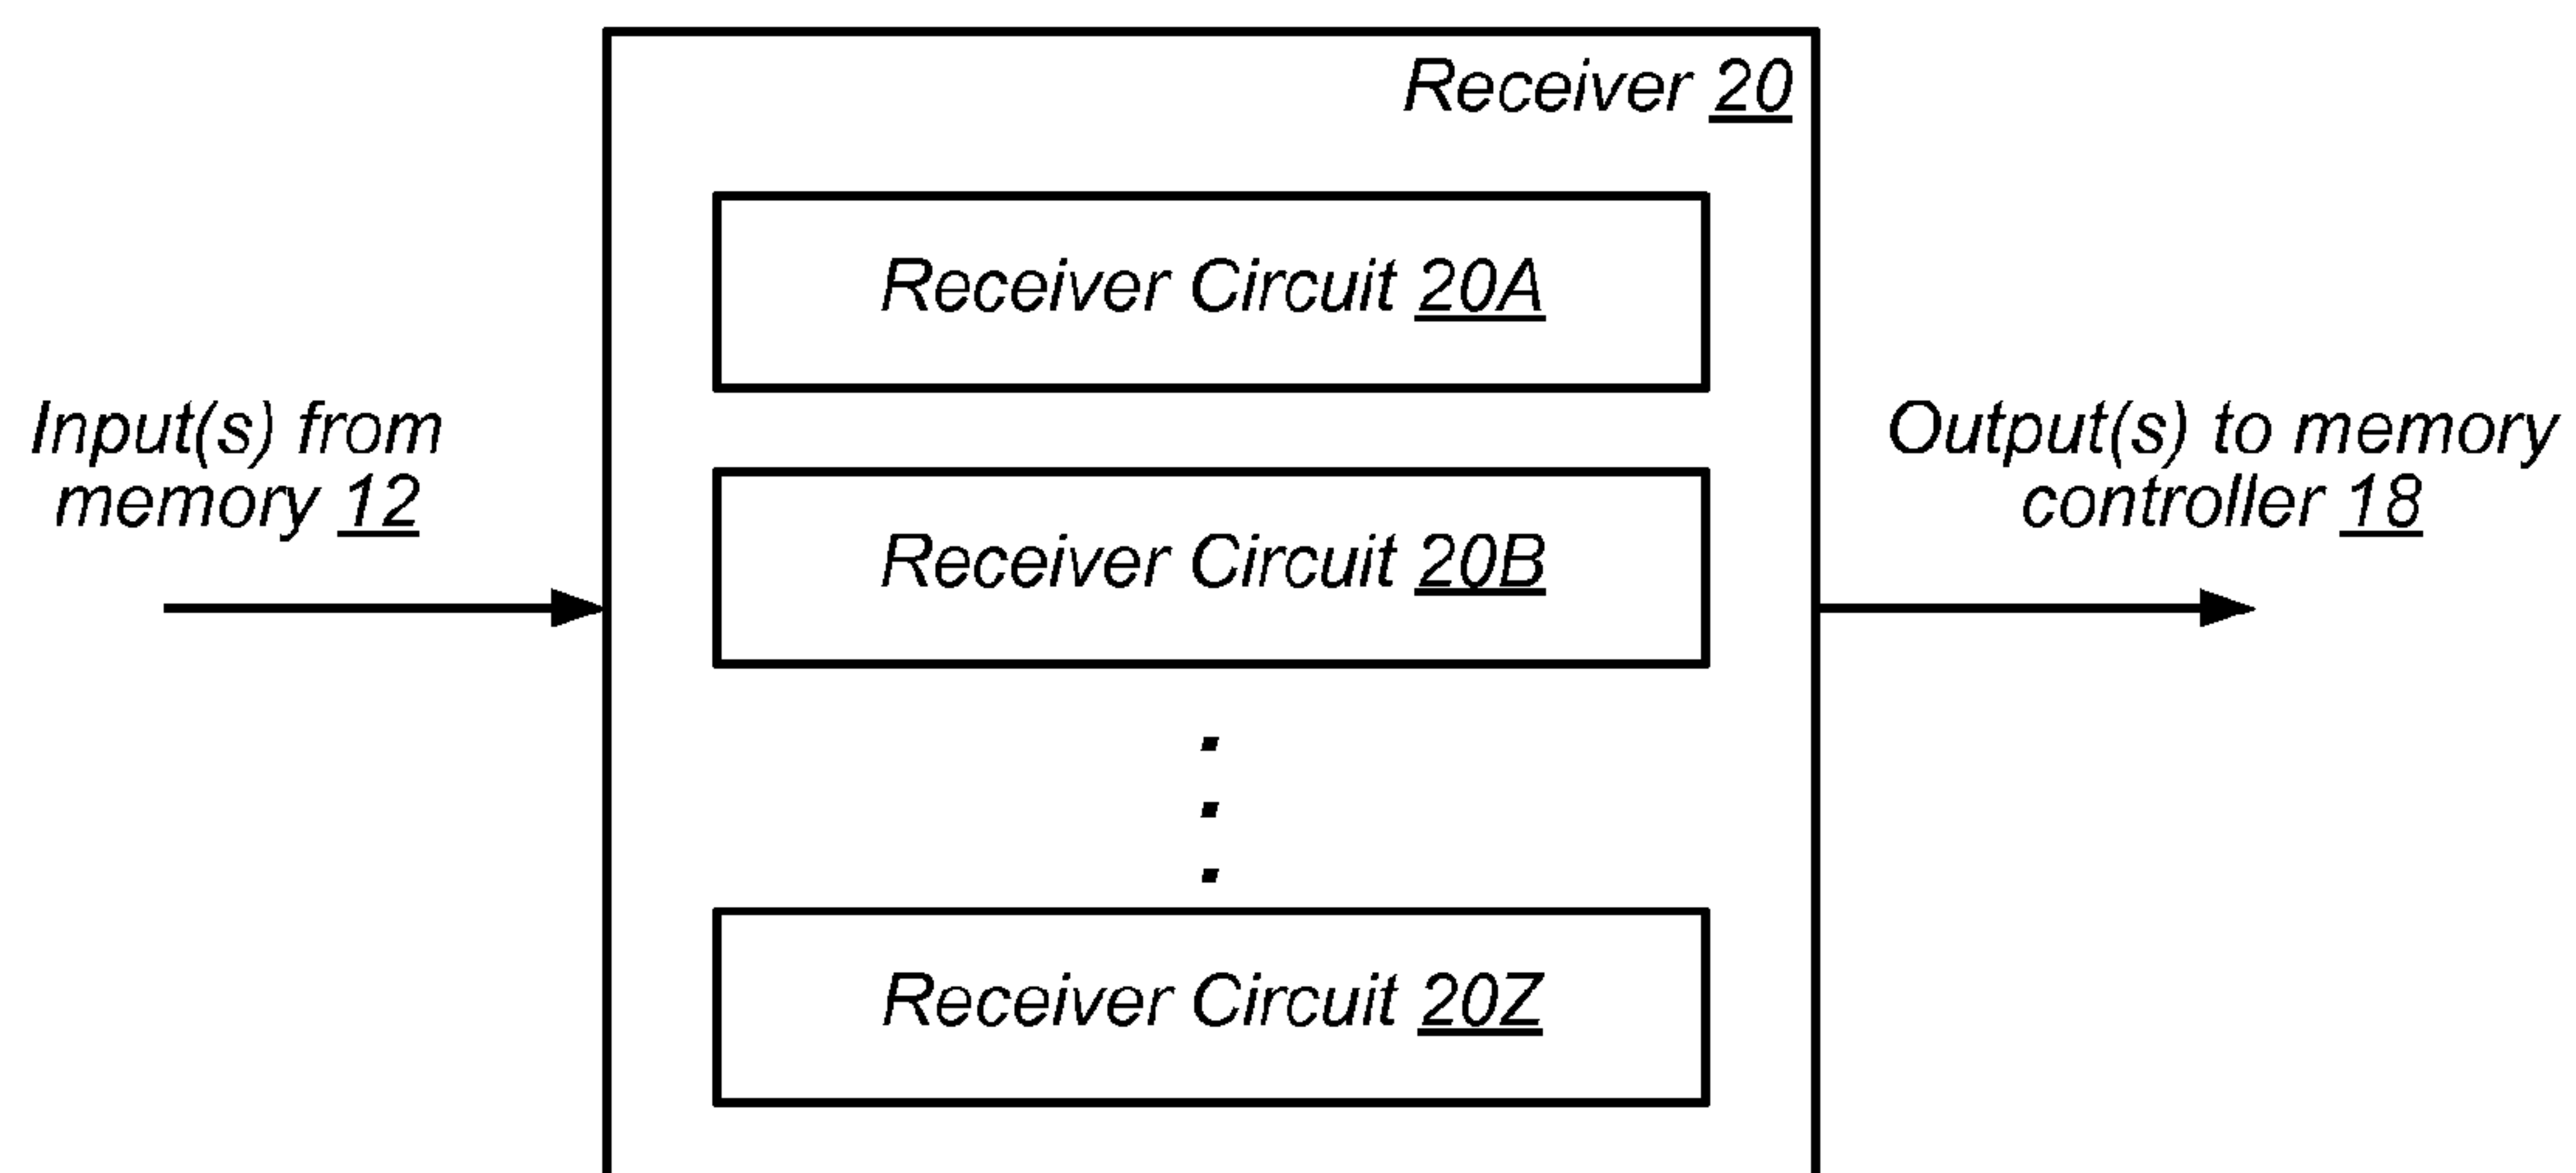 Receiver 20
Receiver Circuit 20A
Input(s) from
memory 12
Output(s) to memory
controller 18
Receiver Circuit 20B
Receiver Circuit 20Z